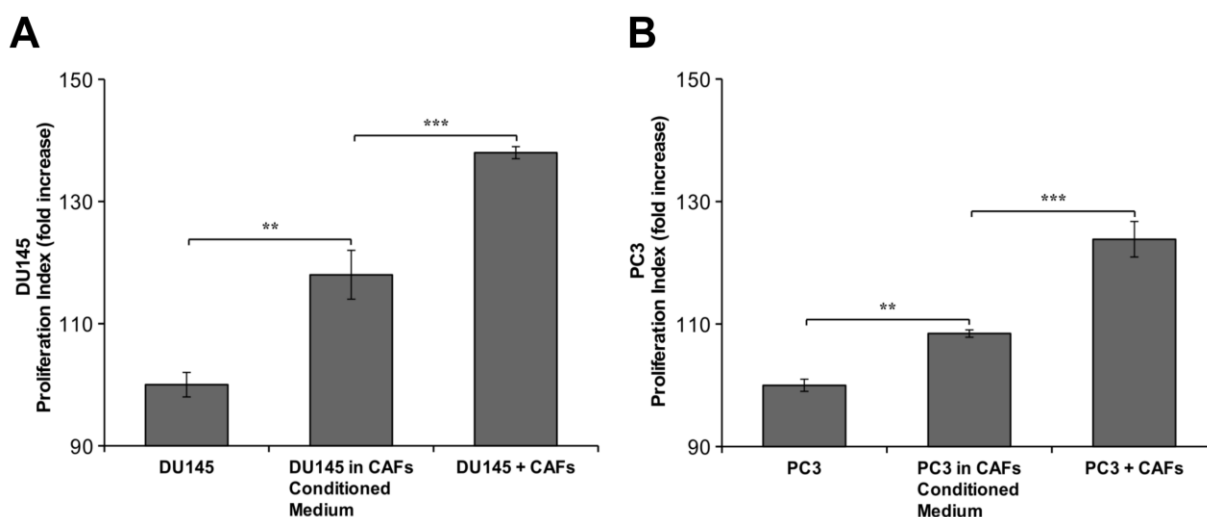 A
DU145
Proliferation Index (fold increase)
150
130
110
90
**
***
DU145
DU145 in CAFs
Conditioned
Medium
DU145 + CAFs
B
PC3
Proliferation Index (fold increase)
150
130
110
90
**
***
PC3
PC3 in CAFs
Conditioned
Medium
PC3 + CAFs